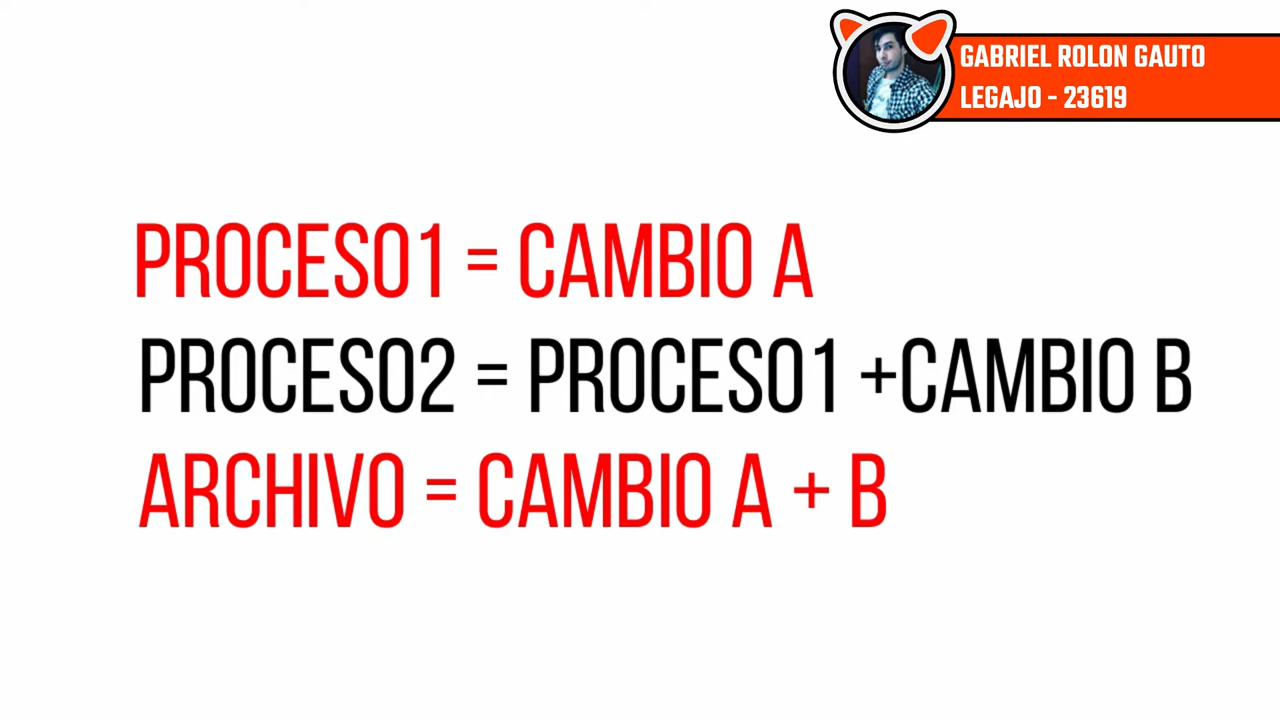 GABRIEL ROLON GAUTO
LEGAJO - 23619
PROCESO1 = CAMBIO A
PROCESO2 = PROCESO1 +CAMBIO B
ARCHIVO = CAMBIO A + B